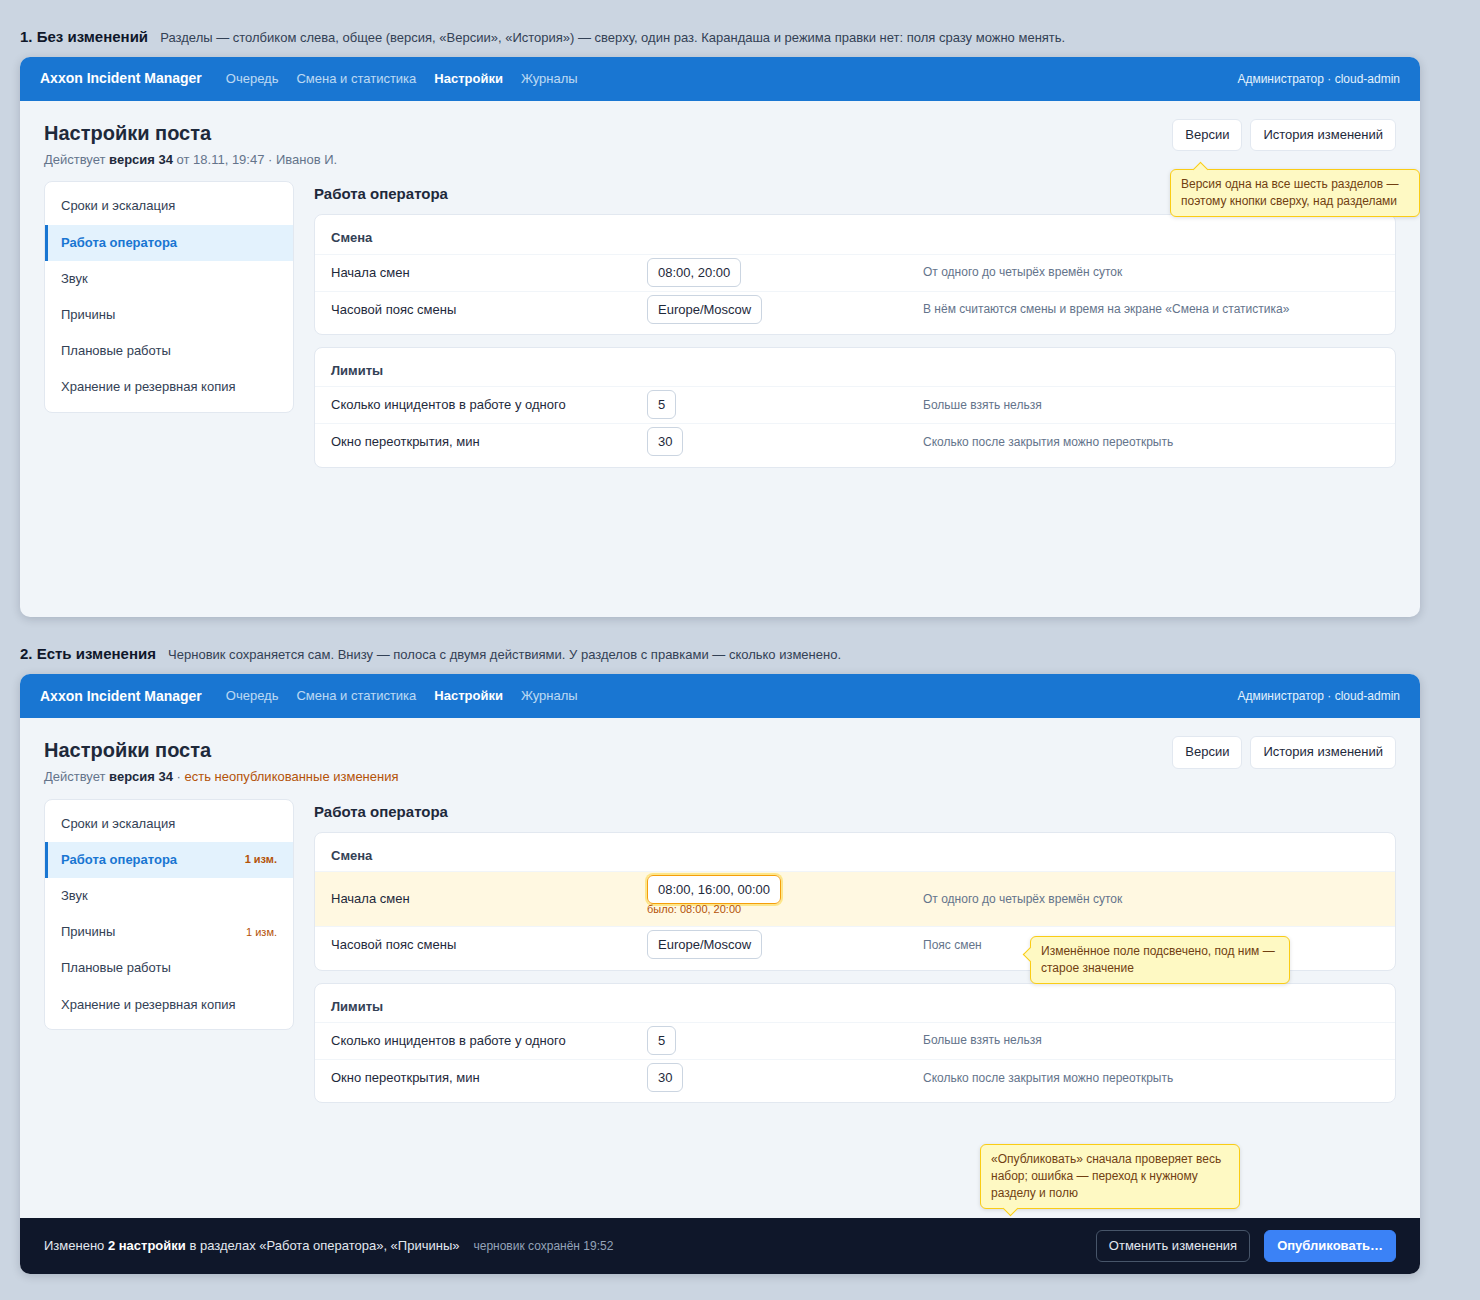 1. Без изменений Разделы — столбиком слева, общее (версия, «Версии», «История») — сверху, один раз. Карандаша и режима правки нет: поля сразу можно менять.
Axxon Incident Manager Очередь Смена и статистика Настройки Журналы Администратор · cloud-admin
Настройки поста
Версии История изменений
Действует версия 34 от 18.11, 19:47 · Иванов И.
Версия одна на все шесть разделов —
поэтому кнопки сверху, над разделами
Сроки и эскалация
Работа оператора
Звук
Причины
Плановые работы
Хранение и резервная копия
Работа оператора
Смена
Начала смен 08:00, 20:00 От одного до четырёх времён суток
Часовой пояс смены Europe/Moscow В нём считаются смены и время на экране «Смена и статистика»
Лимиты
Сколько инцидентов в работе у одного 5 Больше взять нельзя
Окно переоткрытия, мин 30 Сколько после закрытия можно переоткрыть
2. Есть изменения Черновик сохраняется сам. Внизу — полоса с двумя действиями. У разделов с правками — сколько изменено.
Axxon Incident Manager Очередь Смена и статистика Настройки Журналы Администратор · cloud-admin
Настройки поста
Версии История изменений
Действует версия 34 · есть неопубликованные изменения
Сроки и эскалация
Работа оператора 1 изм.
Звук
Причины 1 изм.
Плановые работы
Хранение и резервная копия
Работа оператора
Смена
Начала смен 08:00, 16:00, 00:00 От одного до четырёх времён суток
было: 08:00, 20:00
Часовой пояс смены Europe/Moscow Пояс смен
Изменённое поле подсвечено, под ним —
старое значение
Лимиты
Сколько инцидентов в работе у одного 5 Больше взять нельзя
Окно переоткрытия, мин 30 Сколько после закрытия можно переоткрыть
«Опубликовать» сначала проверяет весь
набор; ошибка — переход к нужному
разделу и полю
Изменено 2 настройки в разделах «Работа оператора», «Причины» черновик сохранён 19:52 Отменить изменения Опубликовать…